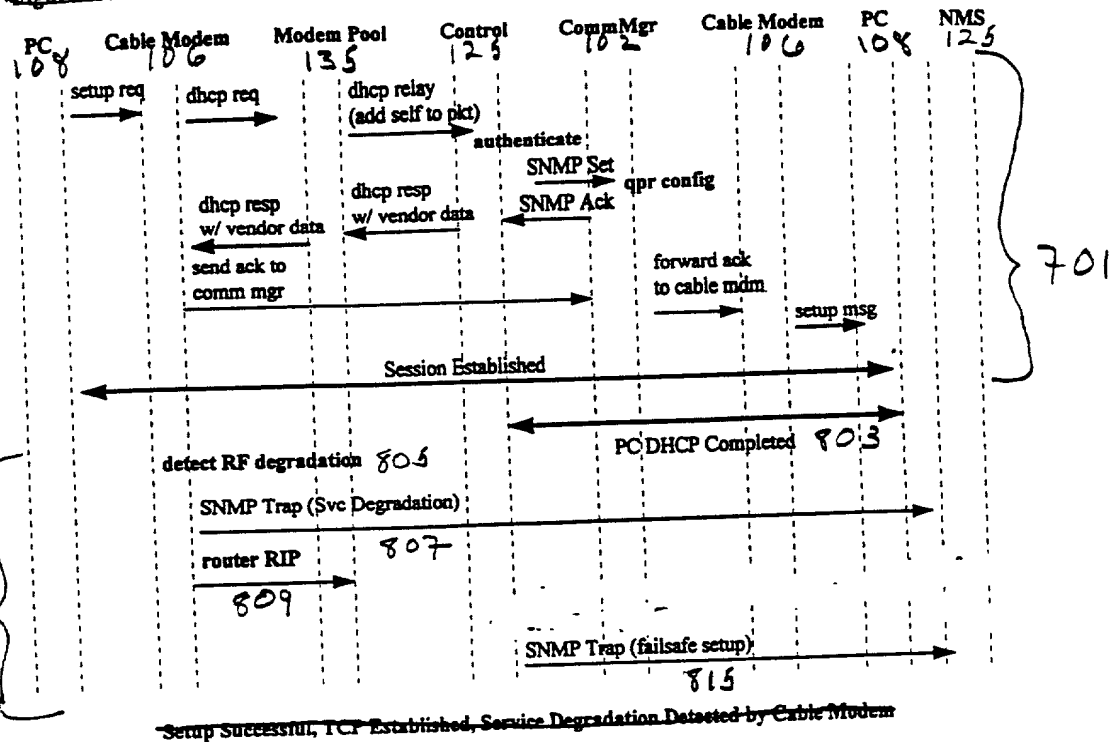 PC Cable Modem Modem Pool Control CommMgr Cable Modem PC NMS
108 106 135 125 102 106 108 125
setup req
dhcp req
dhcp relay
(add self to pkt)
authenticate
SNMP Set
qpr config
SNMP Ack
dhcp resp
w/ vendor data
dhcp resp
w/ vendor data
send ack to
comm mgr
forward ack
to cable mdm
setup msg
701
Session Established
PC DHCP Completed 803
detect RF degradation 805
SNMP Trap (Svc Degradation)
807
router RIP
809
SNMP Trap (failsafe setup)
815
Setup Successful, TCP Established, Service Degradation Detected by Cable Modem